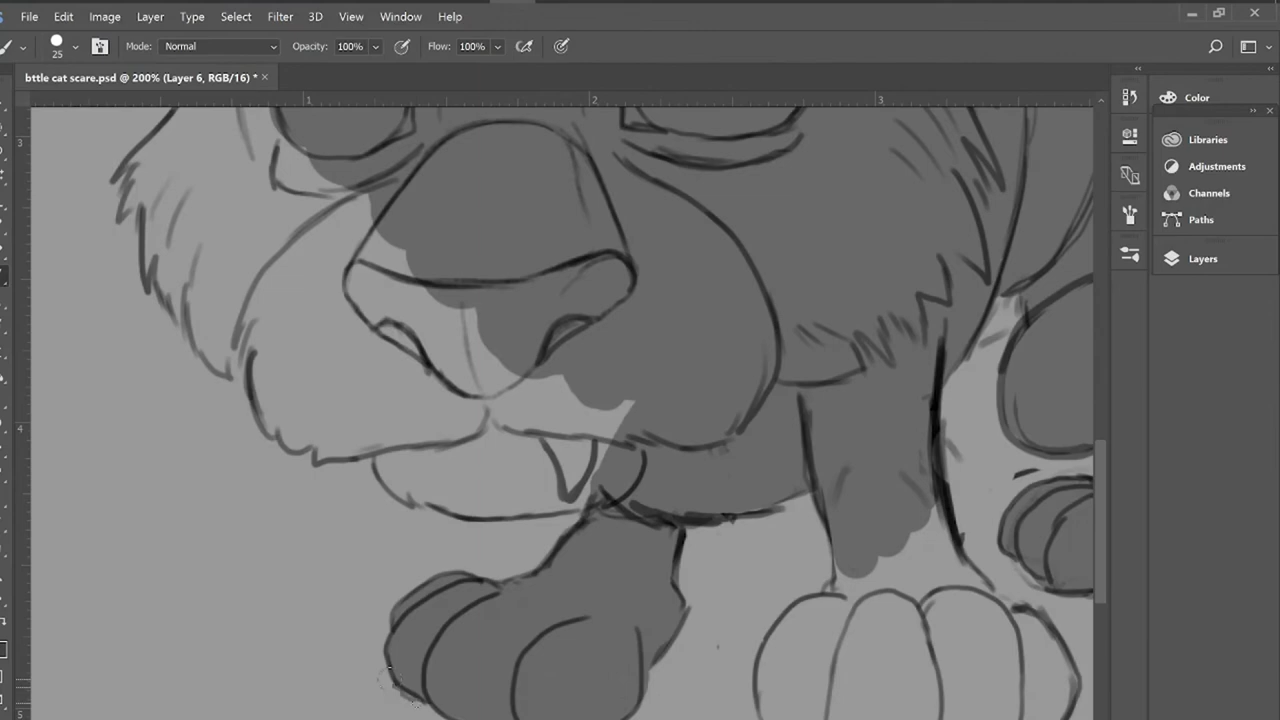 File Edit Image Layer Type Select Filter 3D View Window Help
25 Mode: Normal Opacity: 100% Flow: 100%
bttle cat scare.psd @ 200% (Layer 6, RGB/16) *
1 2 3
3
4
5
Color
Libraries
Adjustments
Channels
Paths
Layers